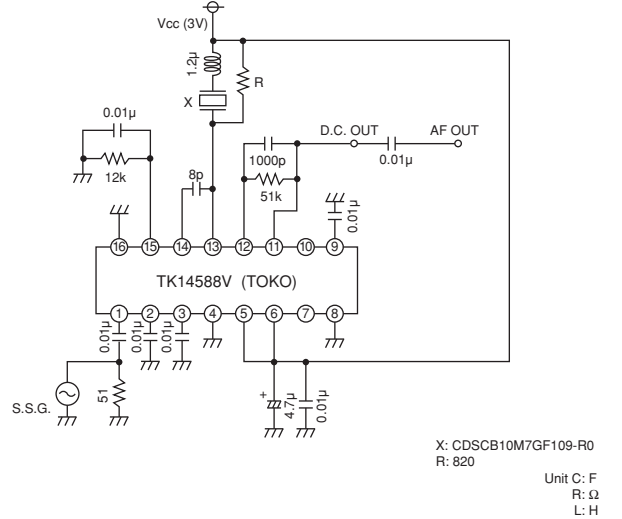 Vcc (3V)
1.2µ
R
X
0.01µ
12k
8p
1000p
51k
D.C. OUT
0.01µ
AF OUT
0.01µ
16 15 14 13 12 11 10 9
TK14588V (TOKO)
1 2 3 4 5 6 7 8
0.01µ
0.01µ
0.01µ
S.S.G.
51
+
4.7µ
0.01µ
X: CDSCB10M7GF109-R0
R: 820
Unit C: F
R: Ω
L: H